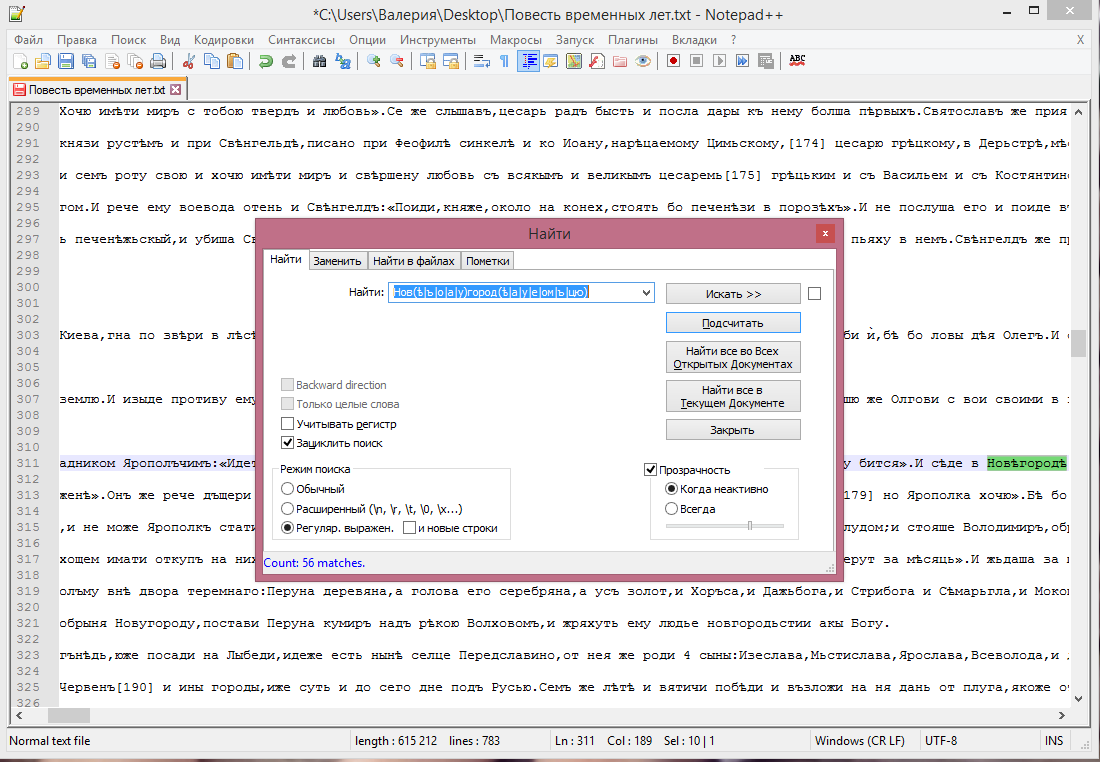 *C:\Users\Валерия\Desktop\Повесть временных лет.txt - Notepad++
Файл Правка Поиск Вид Кодировки Синтаксисы Опции Инструменты Макросы Запуск Плагины Вкладки ? X
ABC
Повесть временных лет.txt
289 Хочю имѣти миръ с тобою твердъ и любовь».Се же слышавъ,цесарь радъ бысть и посла дары къ нему болша пѣрвыхъ.Святославъ же прия
290
291 князи рустѣмъ и при Свѣнгельдѣ,писано при Феофилѣ синкелѣ и ко Иоану,нарѣцаемому Цимьскому,[174] цесарю грѣцкому,в Дерьстрѣ,мѣ
292
293 и семъ роту свою и хочю имѣти миръ и свѣршену любовь съ всякымъ и великымъ цесаремь[175] грѣцьким и съ Васильем и съ Костянтин
294
295 гом.И рече ему воевода отень и Свѣнгелдъ:«Поиди,княже,около на конех,стоять бо печенѣзи в порозѣхъ».И не послуша его и поиде в
296
297 ь печенѣжьскый,и убиша Св пьяху в немъ.Свѣнгелдъ же пр
298
299
300
301
302
303 Киева,гна по звѣри в лѣсѣ би й,бѣ бо ловы дѣя Олегъ.И
304
305
306
307 землю.И изыде противу ему шю же Олгови с вои своими в
308
309
310
311 адником Ярополъчимъ:«Идет у бится».И сѣде в Новѣгородѣ
312
313 женѣ».Онъ же рече дъщери 179] но Ярополка хочю».Бѣ бо
314
315 ,и не може Ярополкъ стати лудом;и стояше Володимиръ,об
316
317 хощем имати откупъ на них ерут за мѣсяць».И жьдаша за
318
319 олъму внѣ двора теремнаго:Перуна деревяна,а голова его серебряна,а усъ золот,и Хоръса,и Дажьбога,и Стрибога и Сѣмарьгла,и Моко
320
321 обрыня Новугороду,постави Перуна кумиръ надъ рѣкою Волховомъ,и жряхуть ему людье новгородьстии акы Богу.
322
323 гънѣдь,юже посади на Лыбеди,идеже есть нынѣ селце Передславино,от нея же роди 4 сыны:Изеслава,Мьстислава,Ярослава,Всеволода,и
324
325 Червенъ[190] и ины городы,иже суть и до сего дне подъ Русью.Семъ же лѣтѣ и вятичи побѣди и възложи на ня дань от плуга,якоже
326
Найти
Найти Заменить Найти в файлах Пометки
Найти: Нов(ѣ|ъ|о|а|у)город(ѣ|а|у|е|ом|ъ|цю)
Искать >>
Подсчитать
Найти все во Всех
Открытых Документах
Найти все в
Текущем Документе
Закрыть
Backward direction
Только целые слова
Учитывать регистр
Зациклить поиск
Режим поиска
Обычный
Расширенный (\n, \r, \t, \0, \x...)
Регуляр. выражен. и новые строки
Прозрачность
Когда неактивно
Всегда
Count: 56 matches.
Normal text file length : 615 212 lines : 783 Ln : 311 Col : 189 Sel : 10 | 1 Windows (CR LF) UTF-8 INS